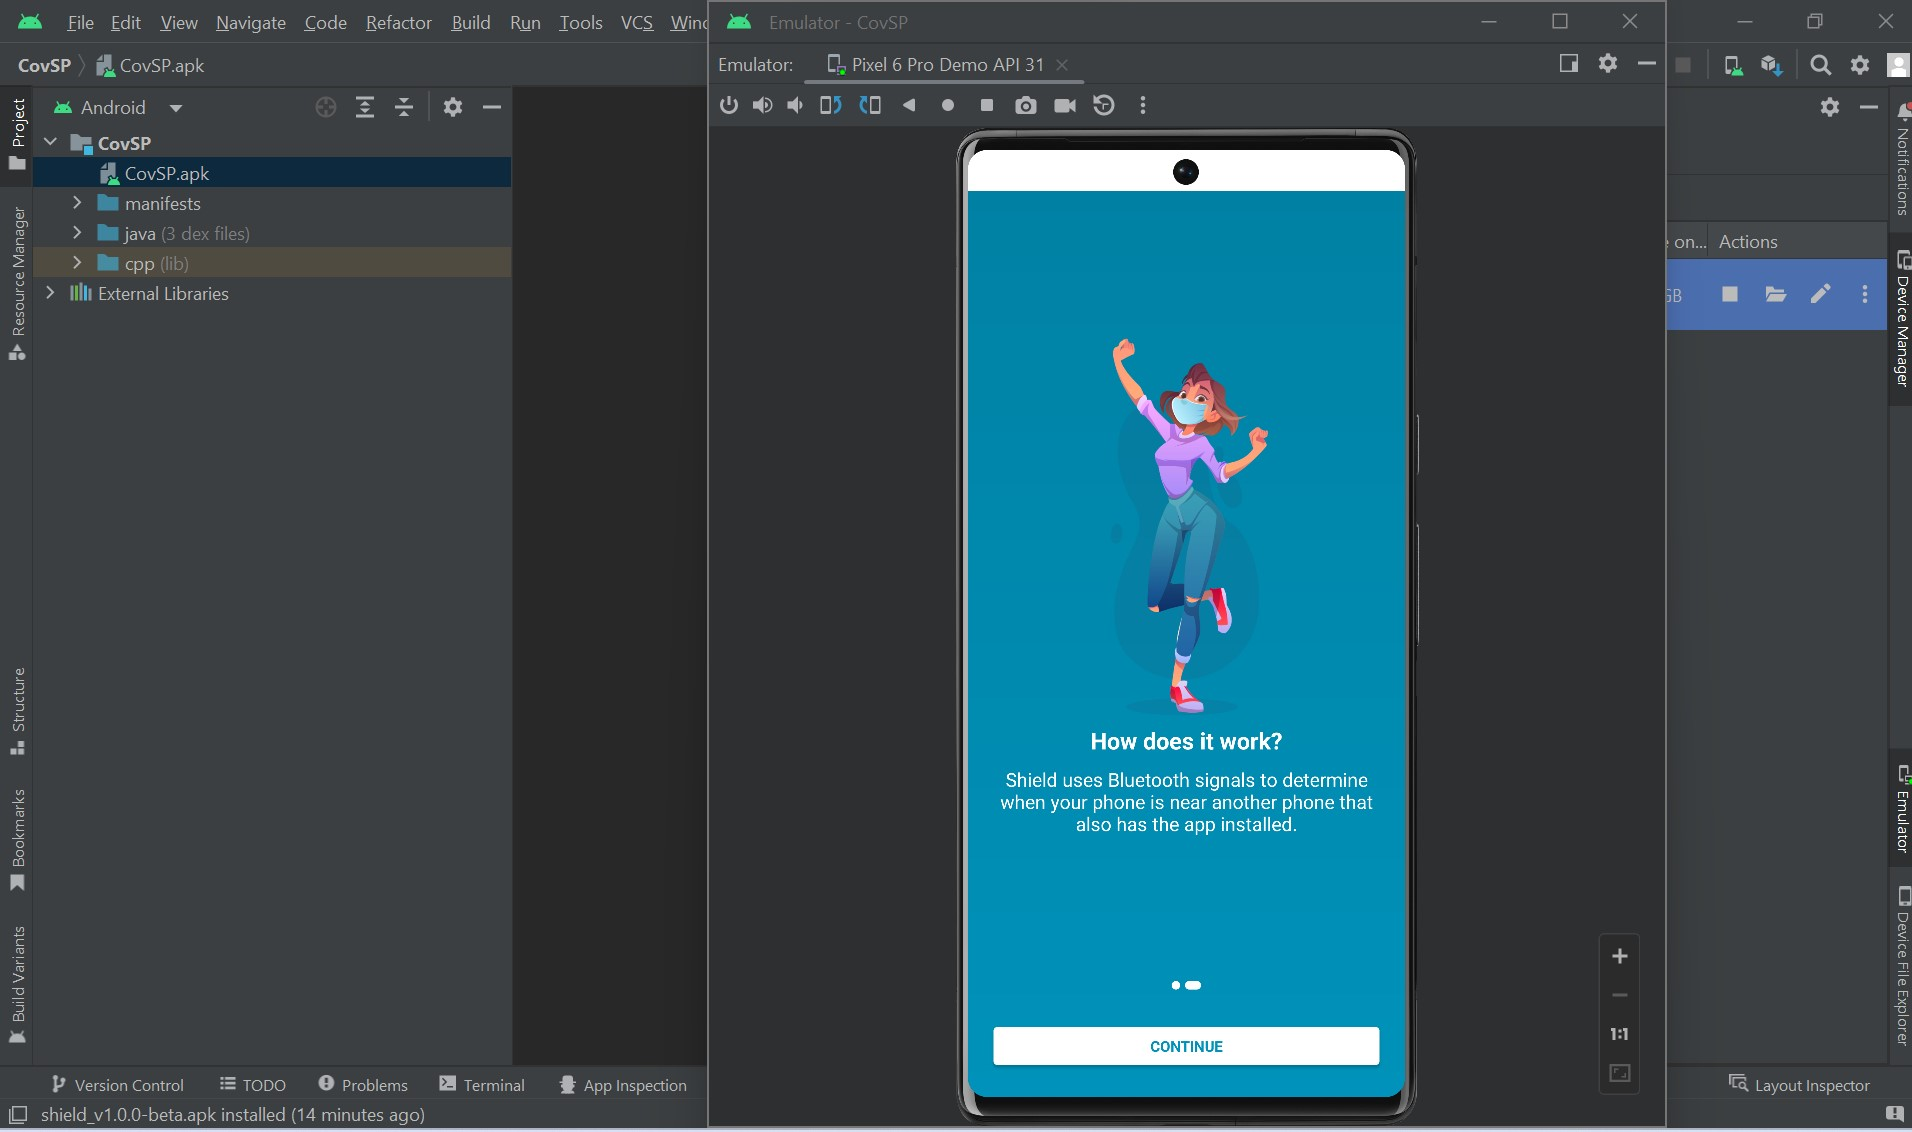 File Edit View Navigate Code Refactor Build Run Tools VCS
Emulator - CovSP
CovSP CovSP.apk
Emulator: Pixel 6 Pro Demo API 31
Android
CovSP
CovSP.apk
manifests
java (3 dex files)
cpp (lib)
External Libraries
Project
Resource Manager
Structure
Bookmarks
Build Variants
How does it work?
Shield uses Bluetooth signals to determine
when your phone is near another phone that
also has the app installed.
CONTINUE
1:1
on... Actions
GB
Notifications
Device Manager
Emulator
Device File Explorer
Version Control TODO Problems Terminal App Inspection
Layout Inspector
shield_v1.0.0-beta.apk installed (14 minutes ago)